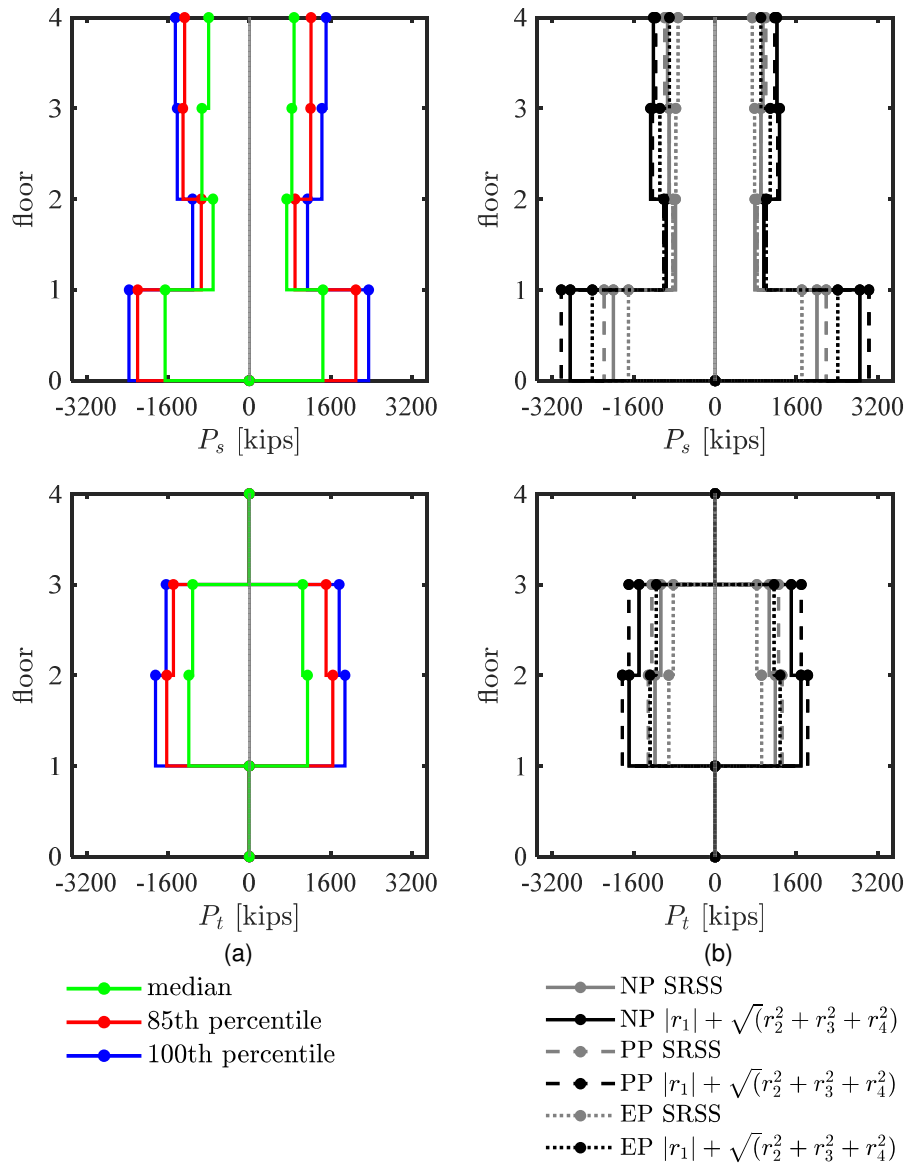 4
3
2
1
0
floor
-3200 -1600 0 1600 3200
P_s [kips]
4
3
2
1
0
floor
-3200 -1600 0 1600 3200
P_s [kips]
4
3
2
1
0
floor
-3200 -1600 0 1600 3200
P_t [kips]
(a)
4
3
2
1
0
floor
-3200 -1600 0 1600 3200
P_t [kips]
(b)
median
85th percentile
100th percentile
NP SRSS
NP |r_1| + √(r_2^2 + r_3^2 + r_4^2)
PP SRSS
PP |r_1| + √(r_2^2 + r_3^2 + r_4^2)
EP SRSS
EP |r_1| + √(r_2^2 + r_3^2 + r_4^2)